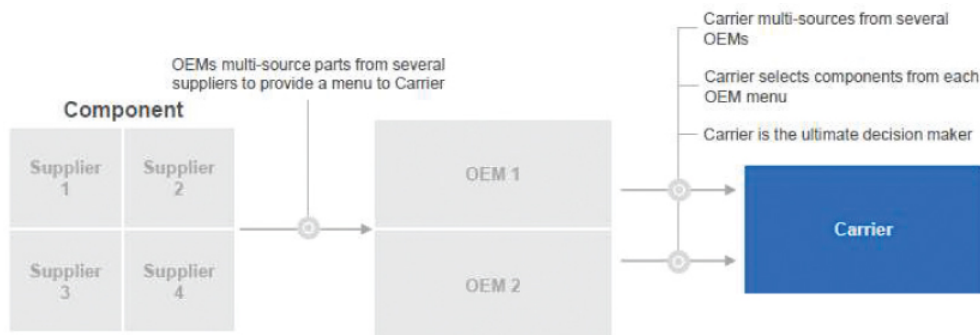 Carrier multi-sources from several
OEMs
OEMs multi-source parts from several
suppliers to provide a menu to Carrier
Carrier selects components from each
OEM menu
Component
Carrier is the ultimate decision maker
Supplier
1
Supplier
2
OEM 1
Carrier
Supplier
3
Supplier
4
OEM 2